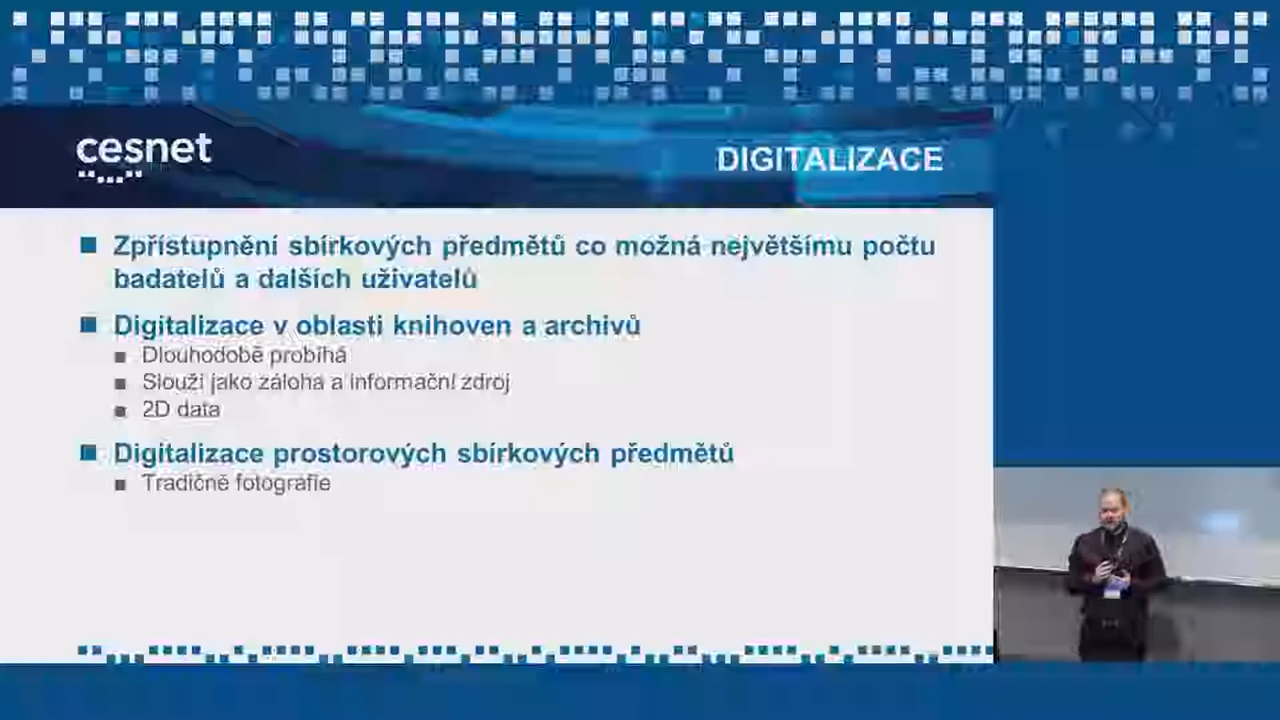 cesnet
DIGITALIZACE
Zpřístupnění sbírkových předmětů co možná největšímu počtu
badatelů a dalších uživatelů
Digitalizace v oblasti knihoven a archivů
Dlouhodobě probíhá
Slouží jako záloha a informační zdroj
2D data
Digitalizace prostorových sbírkových předmětů
Tradičně fotografie